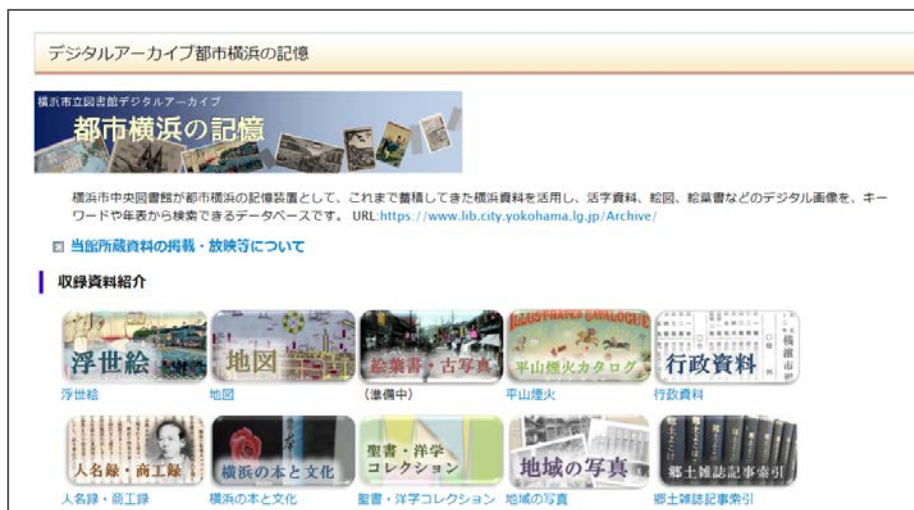 デジタルアーカイブ都市横浜の記憶
横浜市立図書館デジタルアーカイブ
都市横浜の記憶
横浜市中央図書館が都市横浜の記憶装置として、これまで蓄積してきた横浜資料を活用し、活字資料、絵図、絵葉書などのデジタル画像を、キー
ワードや年表から検索できるデータベースです。 URL:https://www.lib.city.yokohama.lg.jp/Archive/
当館所蔵資料の掲載・放映等について
収録資料紹介
浮世絵
地図
絵葉書・古写真
ILLUSTRATED CATALOGUE
平山煙火カタログ
行政資料
浮世絵
地図
(準備中)
平山煙火
行政資料
人名録・商工録
横浜の本と文化
聖書・洋学
コレクション
地域の写真
郷土雑誌記事索引
人名録・商工録
横浜の本と文化
聖書・洋学コレクション
地域の写真
郷土雑誌記事索引